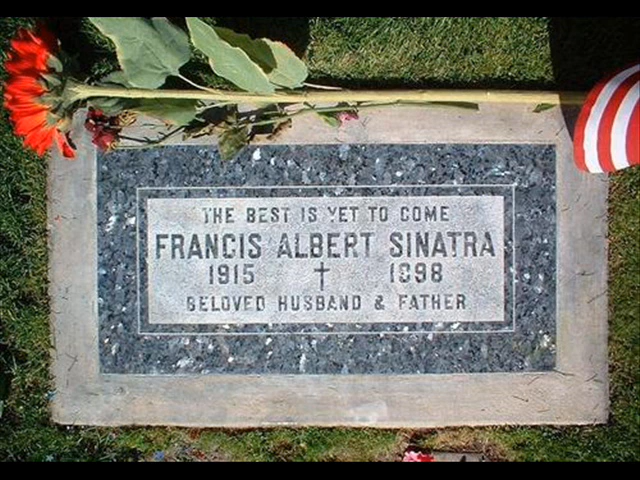 THE BEST IS YET TO COME
FRANCIS ALBERT SINATRA
1915 † 1998
BELOVED HUSBAND & FATHER